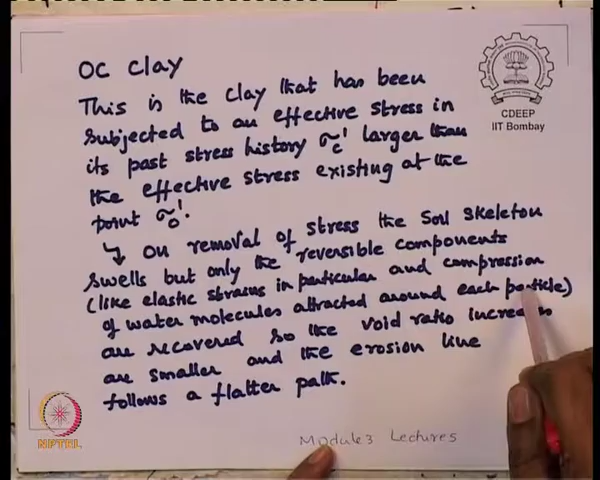 OC Clay
This is the clay that has been
subjected to an effective stress in
its past stress history σc' larger than
the effective stress existing at the
point σo'.
↳ on removal of stress the soil skeleton
swells but only the reversible components
(like elastic strains in particular and compression
of water molecules attracted around each particle)
are recovered so the void ratio increases
are smaller and the erosion line
follows a flatter path.
Module 3 Lectures
CDEEP
IIT Bombay
NPTEL